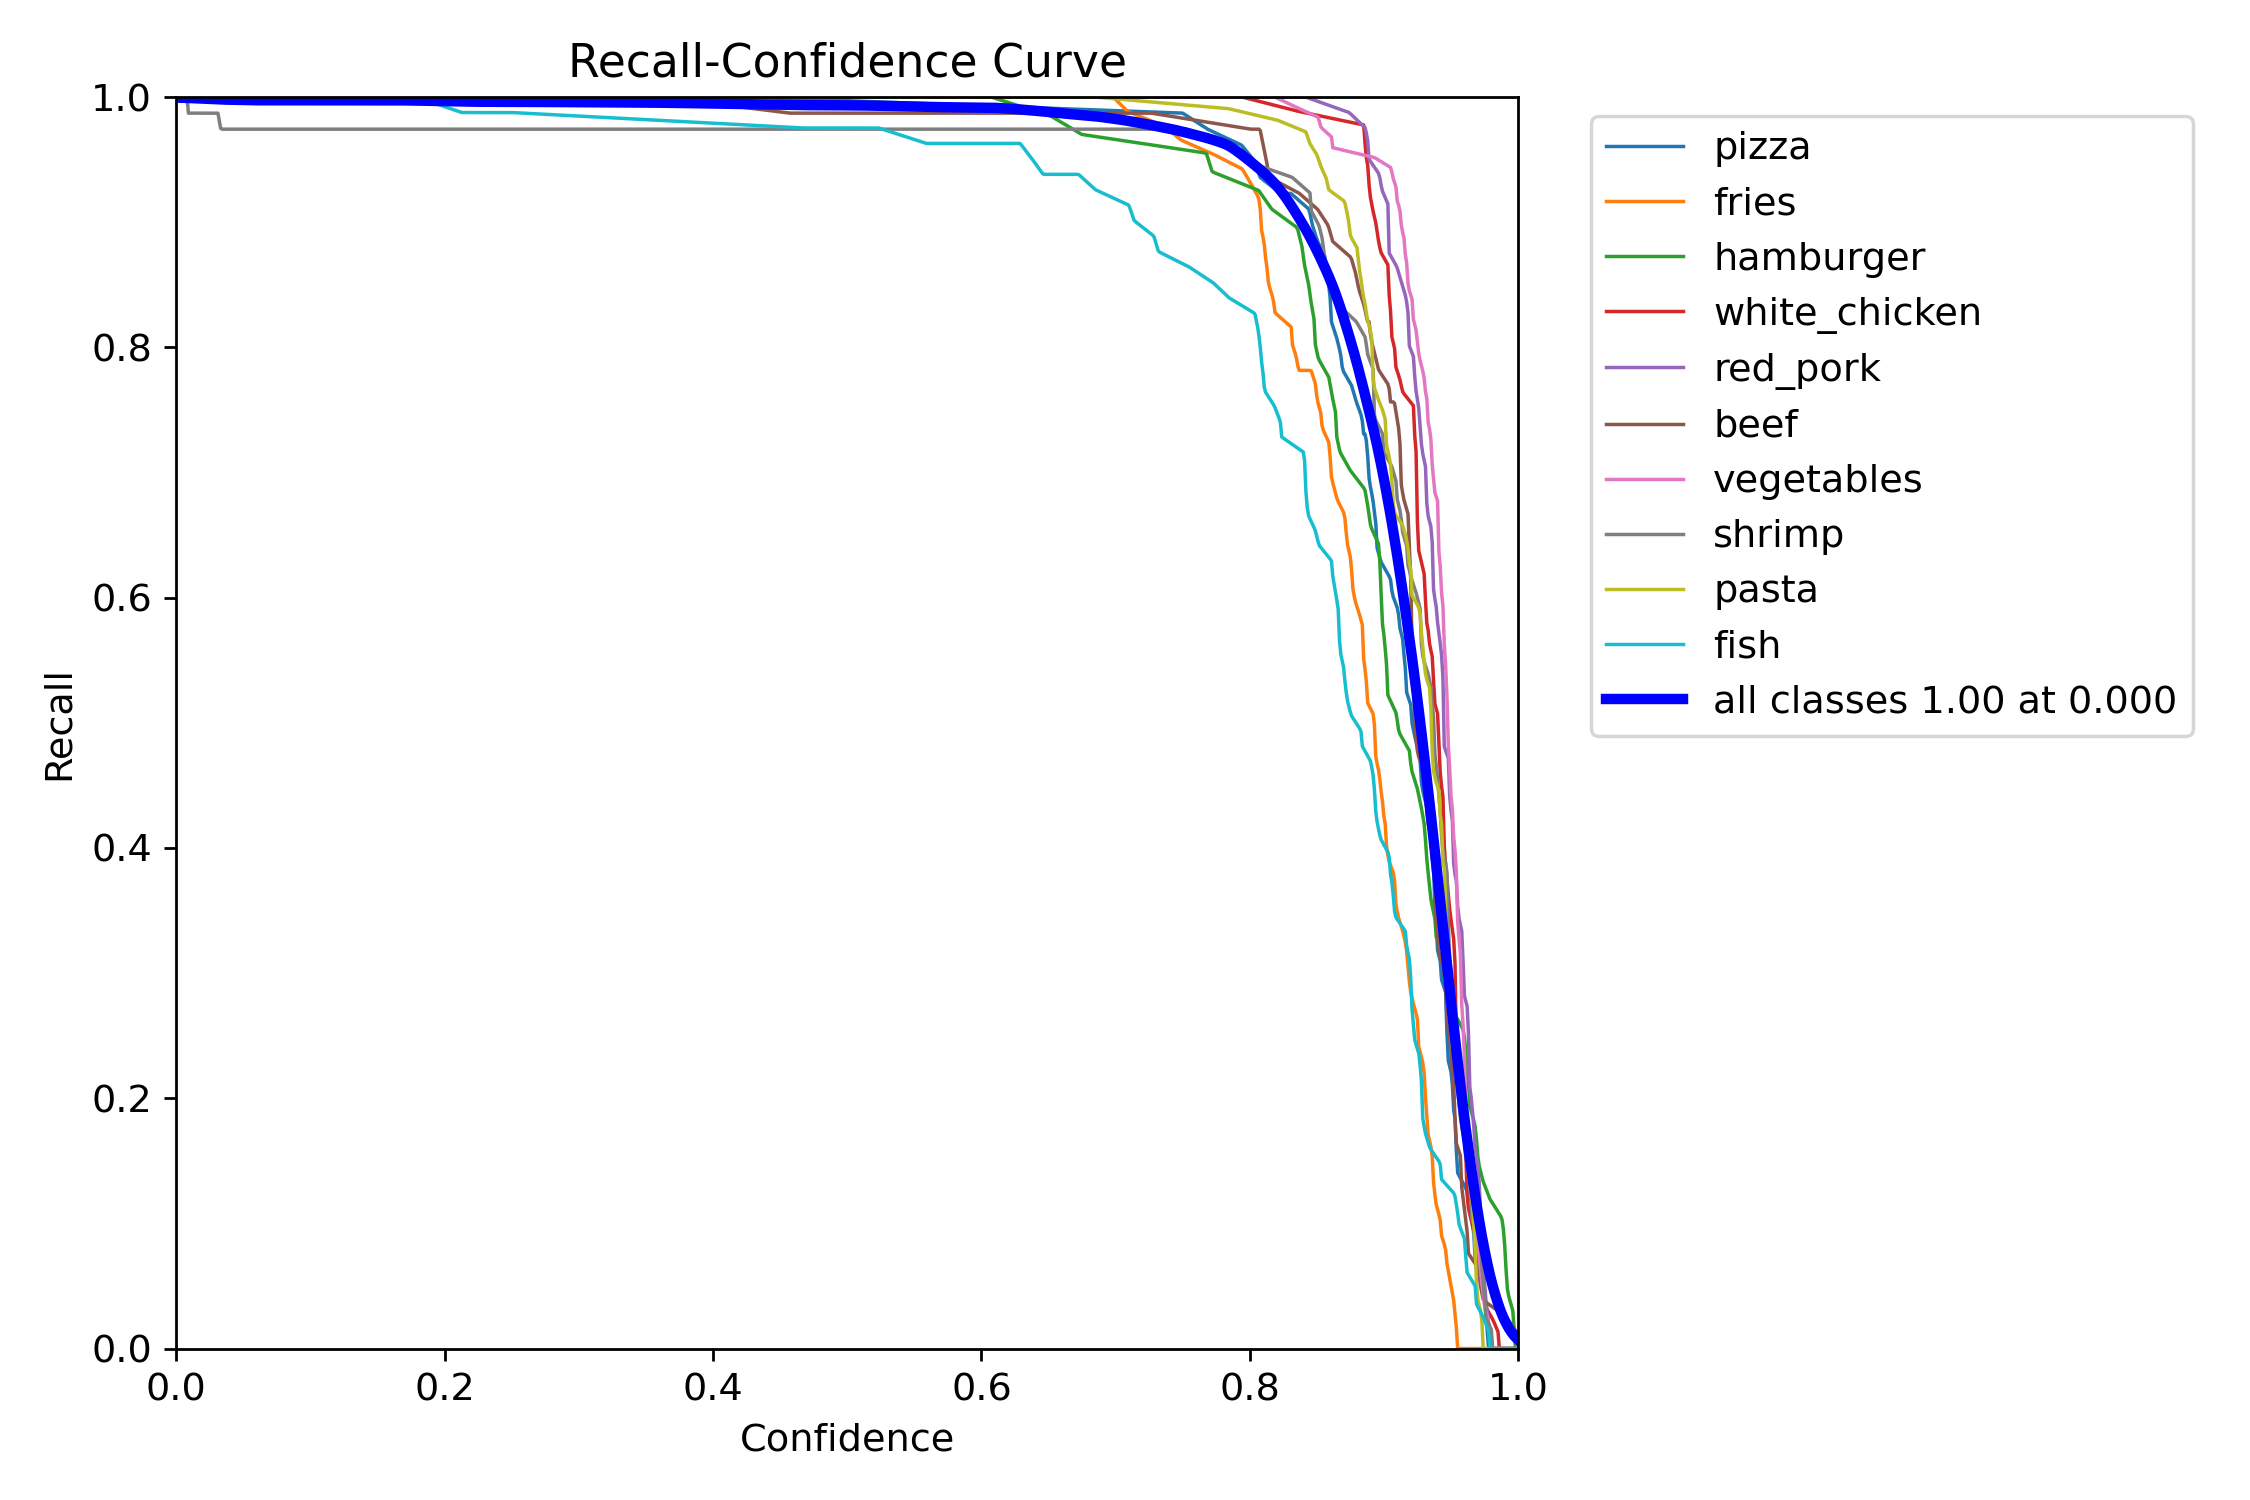 Recall-Confidence Curve
1.0
0.8
0.6
0.4
0.2
0.0
Recall
0.0 0.2 0.4 0.6 0.8 1.0
Confidence
pizza
fries
hamburger
white_chicken
red_pork
beef
vegetables
shrimp
pasta
fish
all classes 1.00 at 0.000